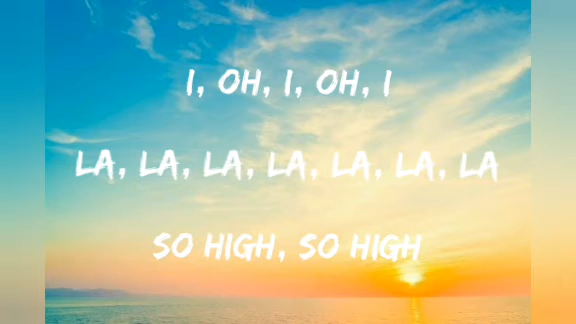 I, OH, I, OH, I
LA, LA, LA, LA, LA, LA, LA
SO HIGH, SO HIGH